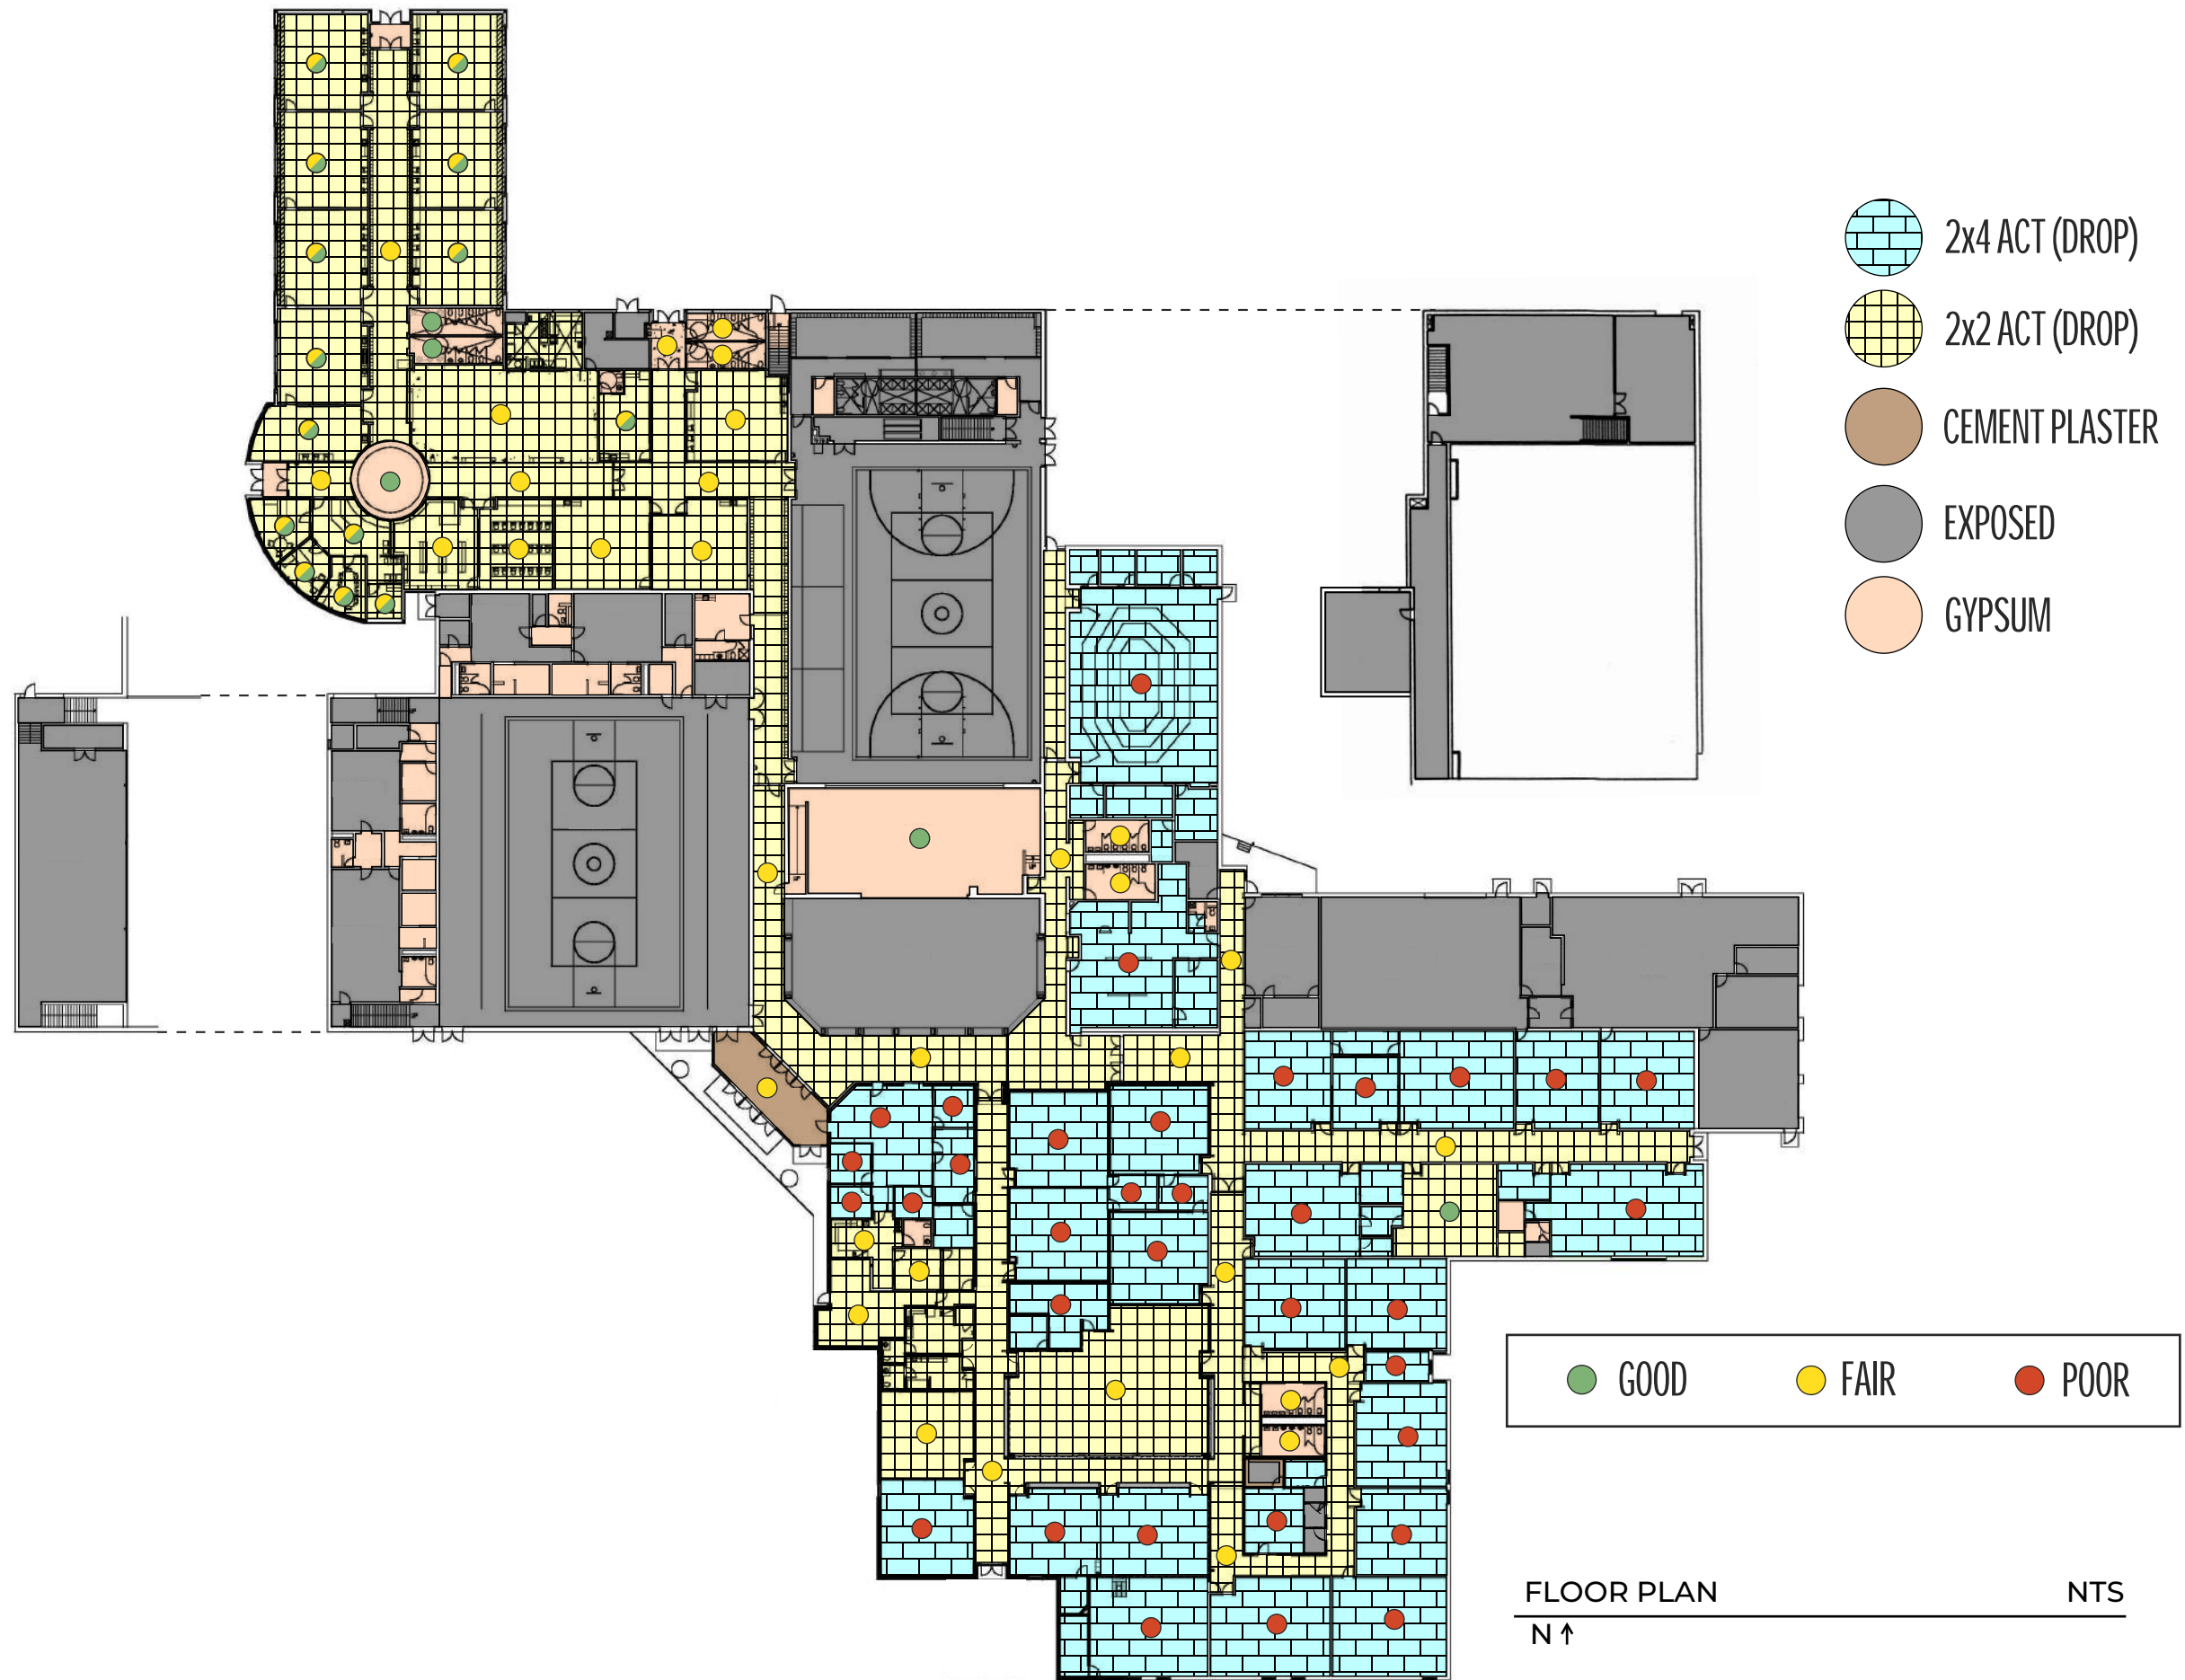 2x4 ACT (DROP)
2x2 ACT (DROP)
CEMENT PLASTER
EXPOSED
GYPSUM
GOOD FAIR POOR
FLOOR PLAN NTS
N ↑